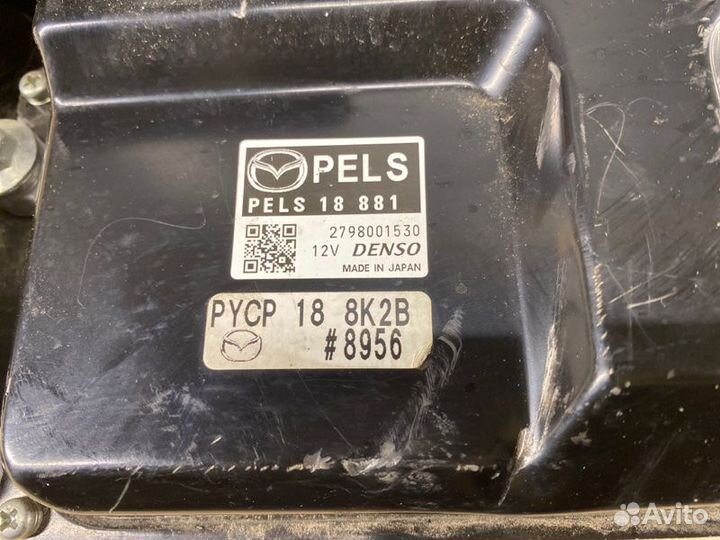 PELS
PELS 18 881
2798001530
12V DENSO
MADE IN JAPAN
PYCP 18 8K2B
#8956
Avito